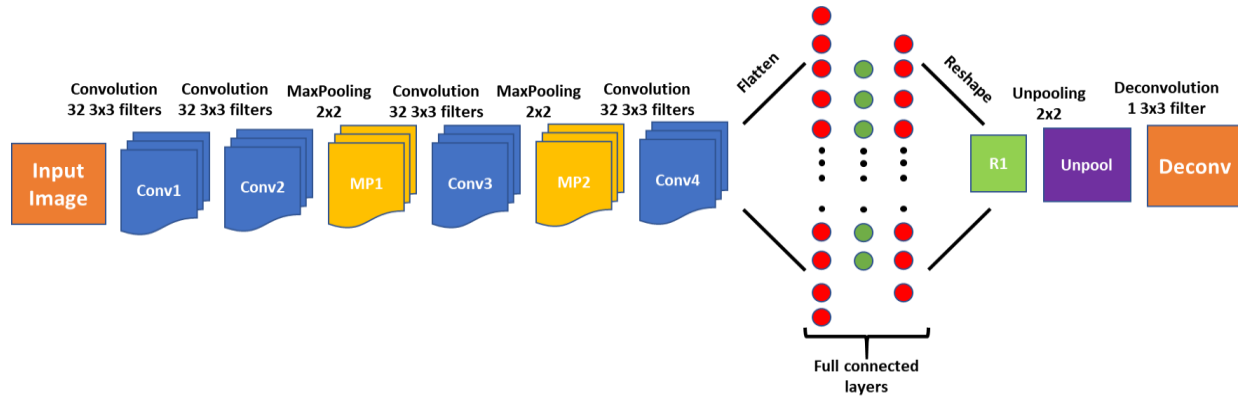 Convolution
32 3x3 filters
Convolution
32 3x3 filters
MaxPooling
2x2
Convolution
32 3x3 filters
MaxPooling
2x2
Convolution
32 3x3 filters
Flatten
Reshape
Unpooling
2x2
Deconvolution
1 3x3 filter
Input
Image
Conv1
Conv2
MP1
Conv3
MP2
Conv4
R1
Unpool
Deconv
Full connected
layers